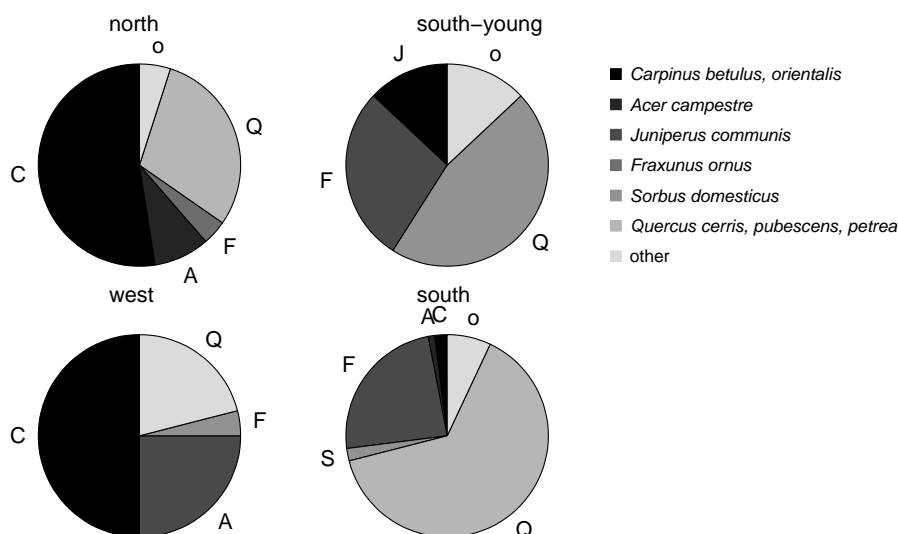 north
o
Q
C
F
A
south−young
J
o
F
Q
Carpinus betulus, orientalis
Acer campestre
Juniperus communis
Fraxunus ornus
Sorbus domesticus
Quercus cerris, pubescens, petrea
other
west
Q
C
F
A
south
A
C
o
F
S
Q